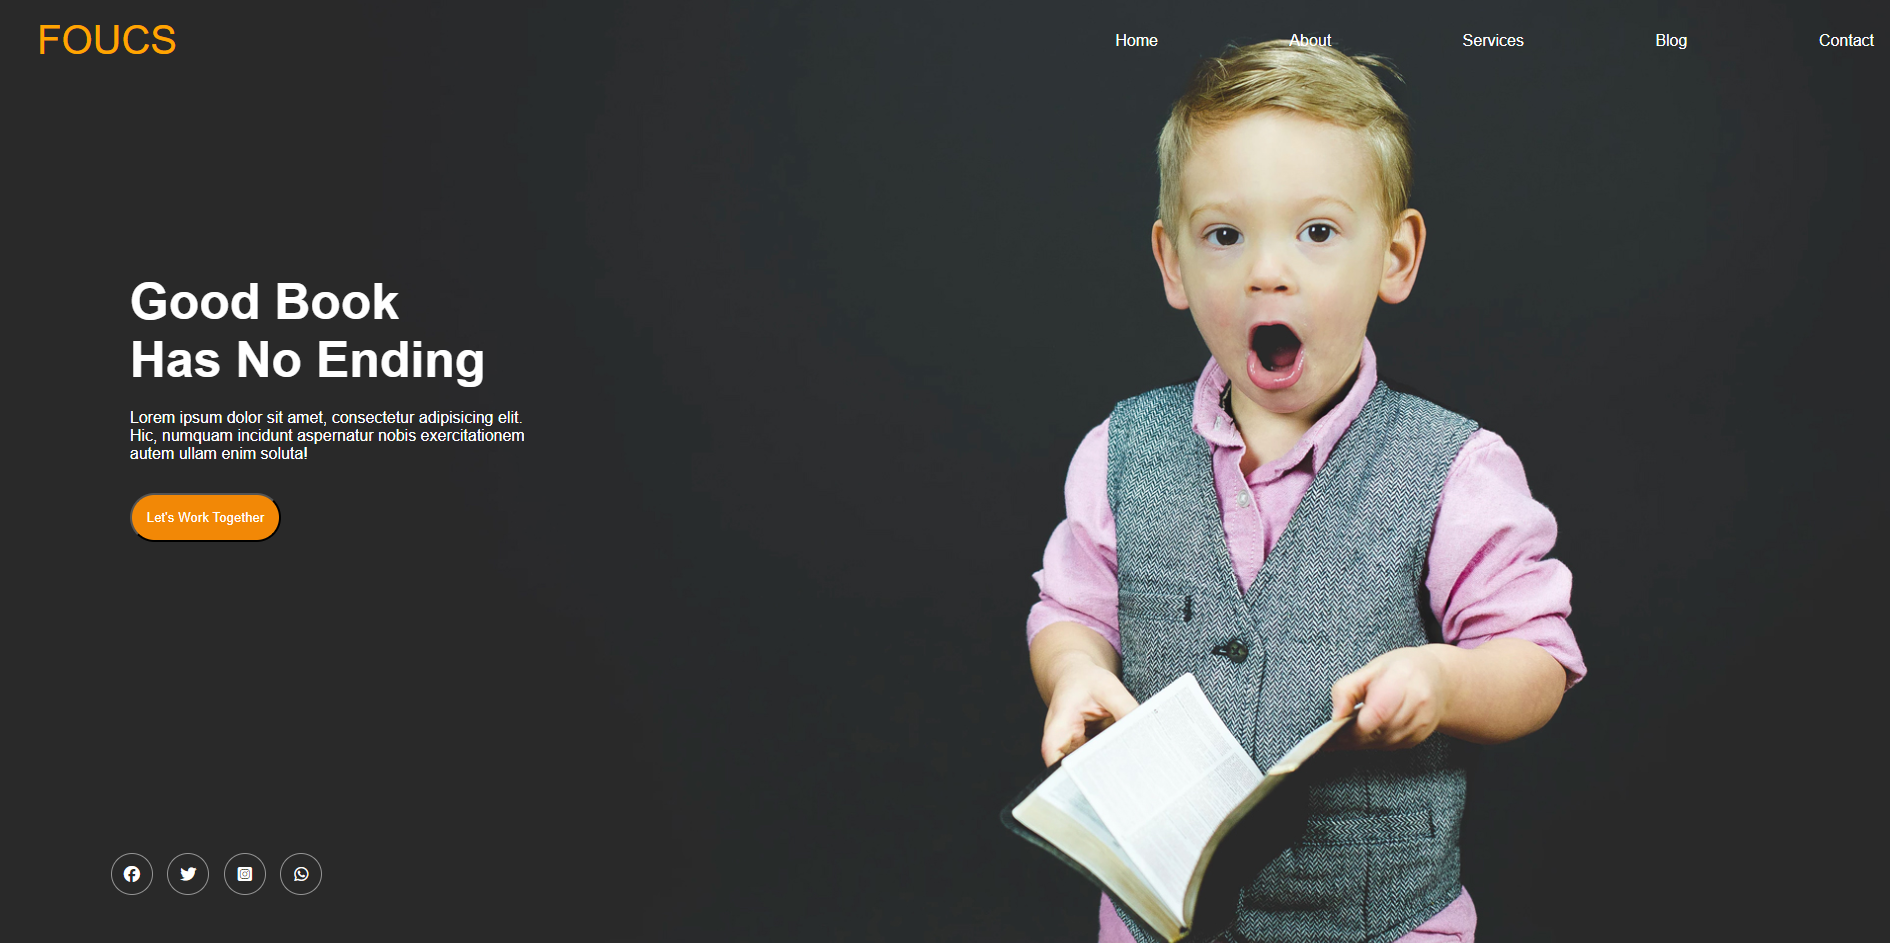 FOUCS
Home About Services Blog Contact
Good Book
Has No Ending
Lorem ipsum dolor sit amet, consectetur adipisicing elit.
Hic, numquam incidunt aspernatur nobis exercitationem
autem ullam enim soluta!
Let's Work Together